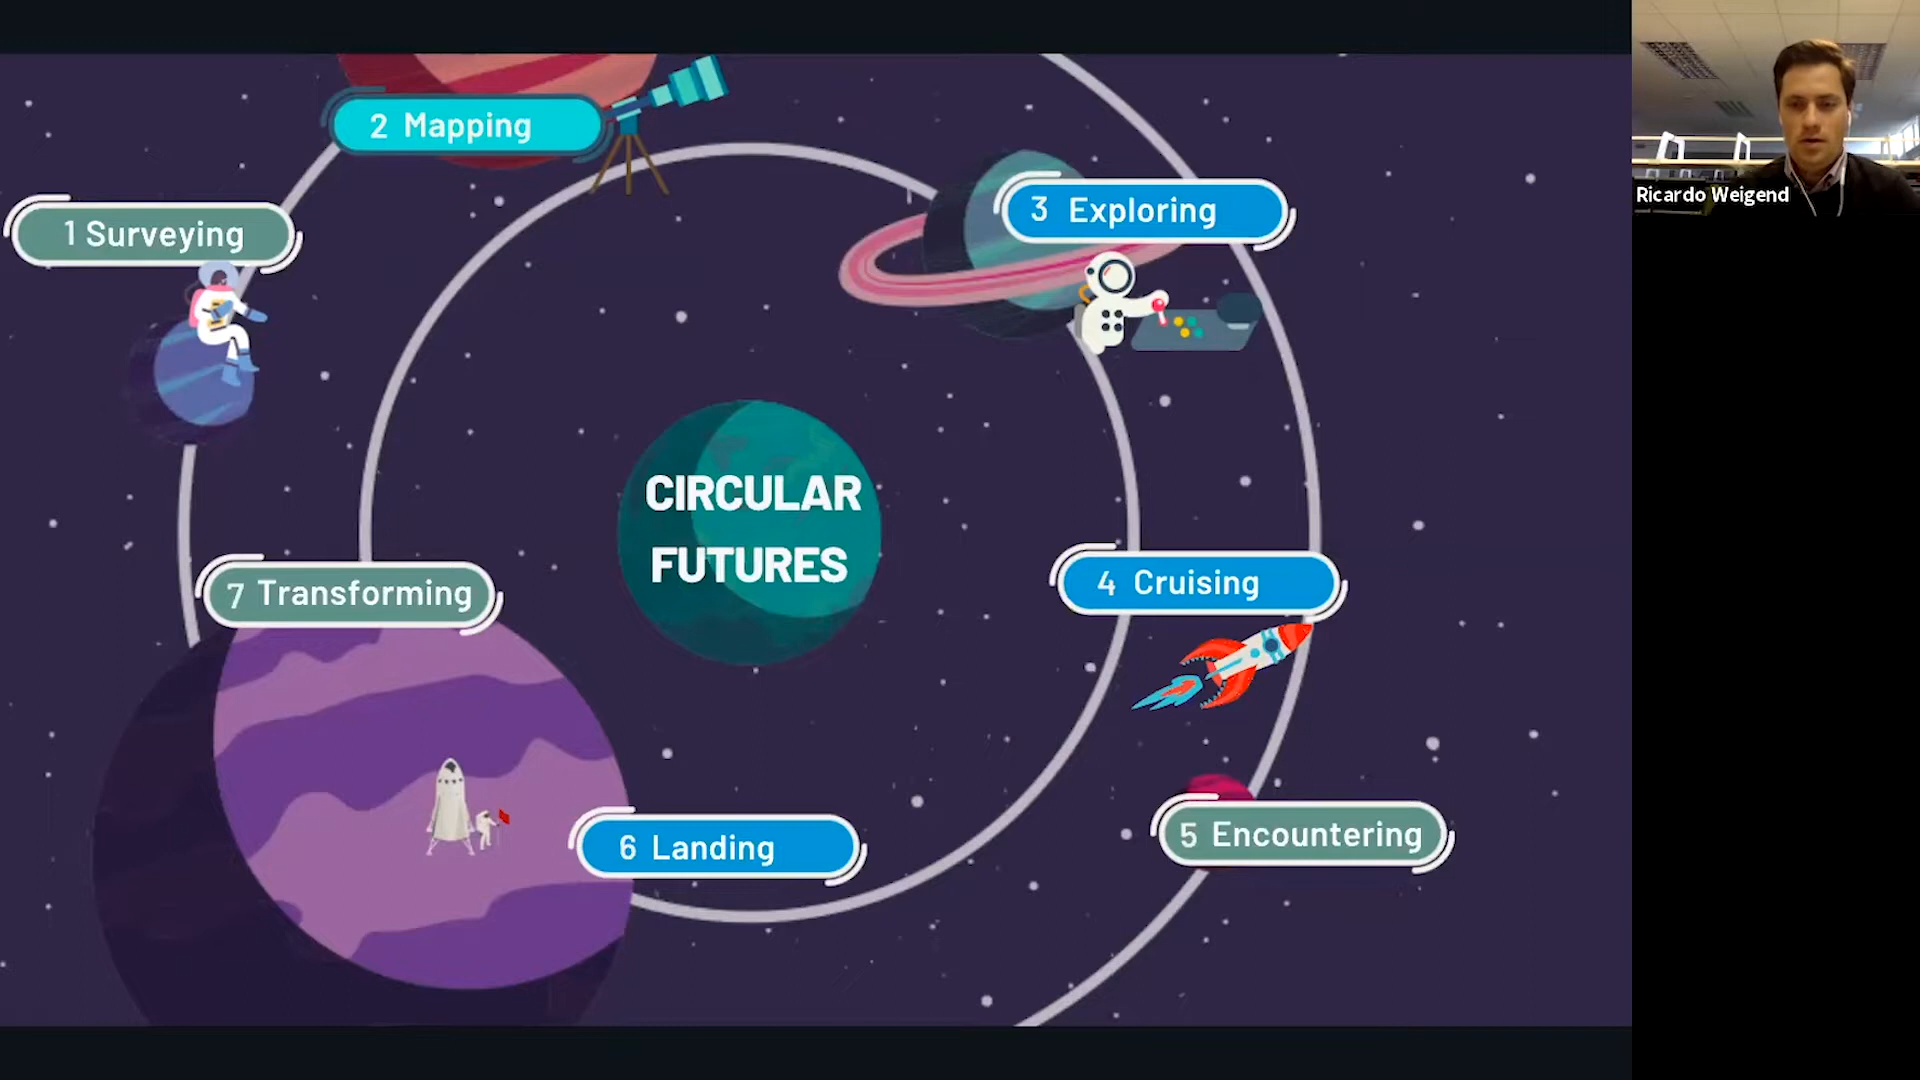 2 Mapping
1 Surveying
3 Exploring
CIRCULAR
FUTURES
7 Transforming
4 Cruising
6 Landing
5 Encountering
Ricardo Weigend